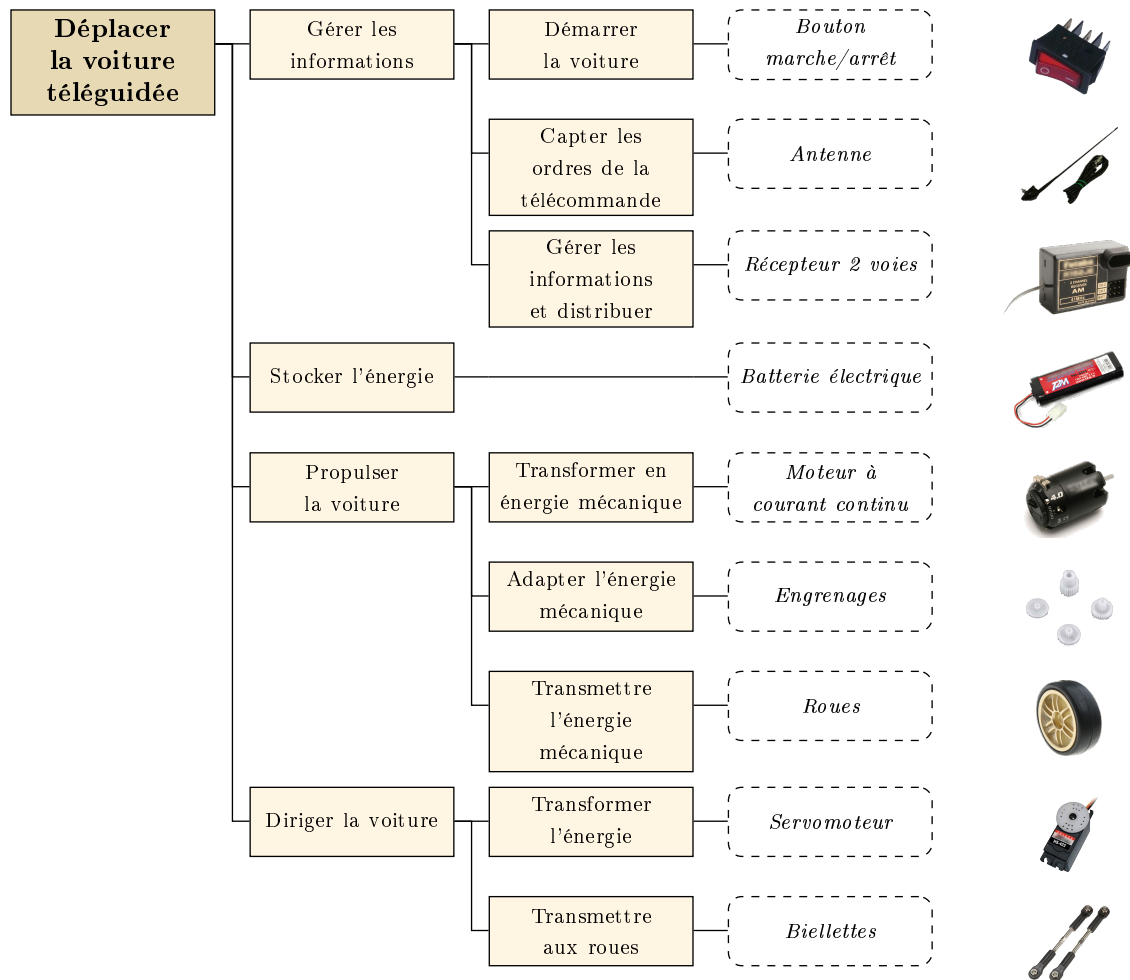 Déplacer
la voiture
téléguidée
Gérer les
informations
Démarrer
la voiture
Bouton
marche/arrêt
Capter les
ordres de la
télécommande
Antenne
Gérer les
informations
et distribuer
Récepteur 2 voies
AM
Stocker l'énergie
Batterie électrique
Propulser
la voiture
Transformer en
énergie mécanique
Moteur à
courant continu
4.0
Adapter l'énergie
mécanique
Engrenages
Transmettre
l'énergie
mécanique
Roues
Diriger la voiture
Transformer
l'énergie
Servomoteur
Transmettre
aux roues
Biellettes